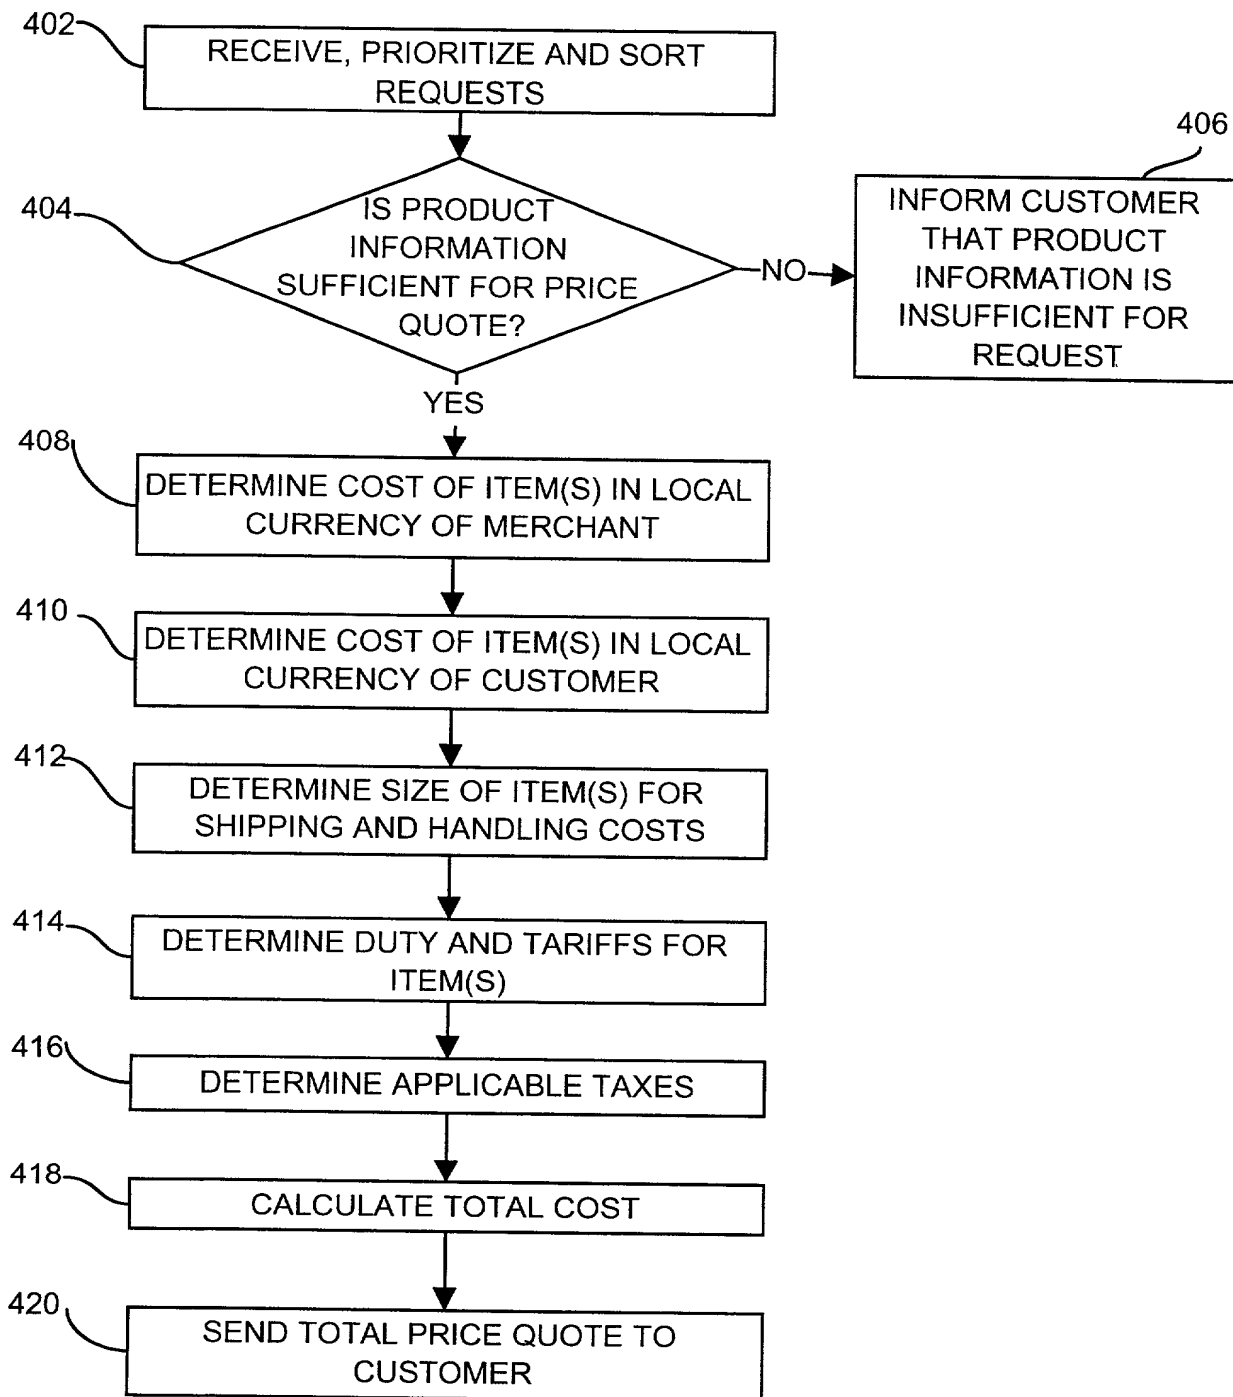 402
RECEIVE, PRIORITIZE AND SORT
REQUESTS
406
404
IS PRODUCT
INFORMATION
SUFFICIENT FOR PRICE
QUOTE?
NO
INFORM CUSTOMER
THAT PRODUCT
INFORMATION IS
INSUFFICIENT FOR
REQUEST
YES
408
DETERMINE COST OF ITEM(S) IN LOCAL
CURRENCY OF MERCHANT
410
DETERMINE COST OF ITEM(S) IN LOCAL
CURRENCY OF CUSTOMER
412
DETERMINE SIZE OF ITEM(S) FOR
SHIPPING AND HANDLING COSTS
414
DETERMINE DUTY AND TARIFFS FOR
ITEM(S)
416
DETERMINE APPLICABLE TAXES
418
CALCULATE TOTAL COST
420
SEND TOTAL PRICE QUOTE TO
CUSTOMER